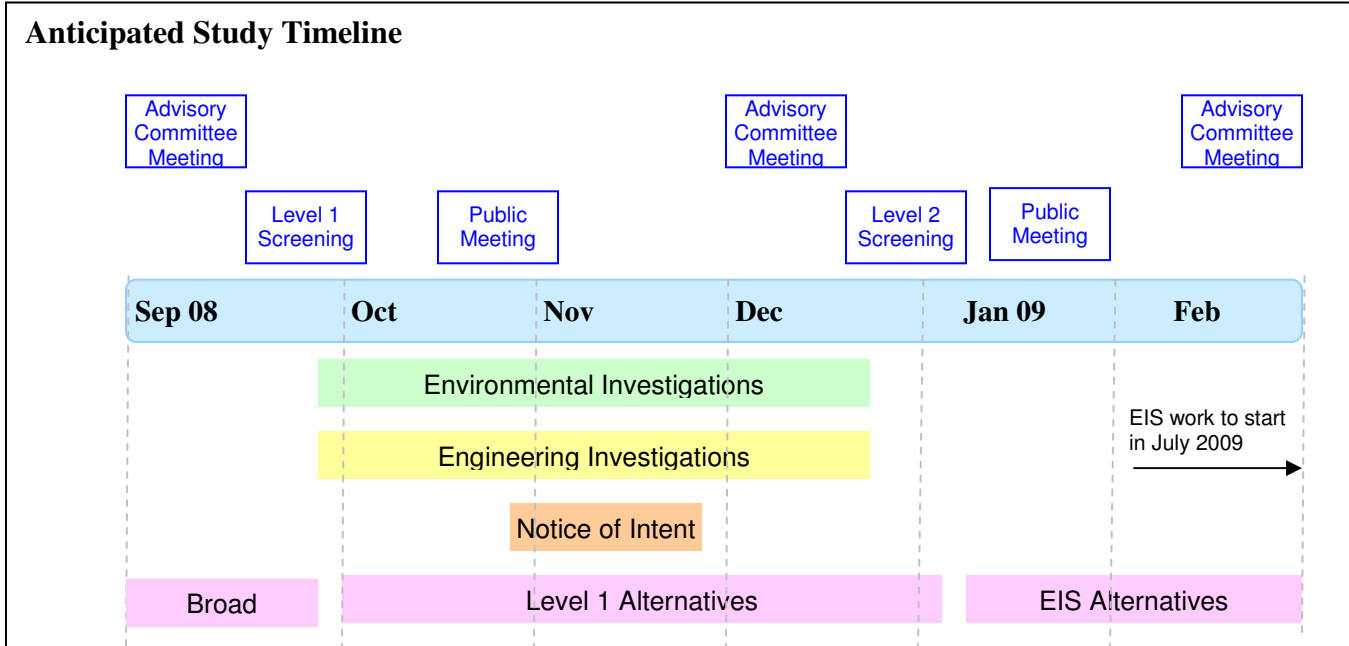 Anticipated Study Timeline
Advisory
Committee
Meeting
Advisory
Committee
Meeting
Advisory
Committee
Meeting
Level 1
Screening
Public
Meeting
Level 2
Screening
Public
Meeting
Sep 08 Oct Nov Dec Jan 09 Feb
Environmental Investigations
EIS work to start
in July 2009
Engineering Investigations
Notice of Intent
Broad Level 1 Alternatives EIS Alternatives